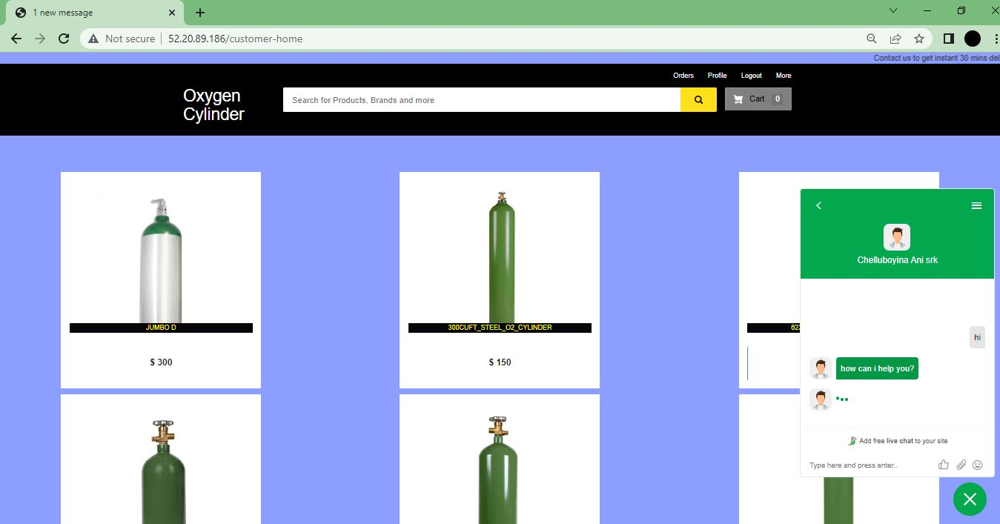 1 new message
Not secure
52.20.89.186/customer-home
Contact us to get instant 30 mins del
Orders Profile Logout More
Oxygen
Cylinder
Search for Products, Brands and more
Cart 0
JUMBO D
300CUFT_STEEL_O2_CYLINDER
$ 300
$ 150
Chelluboyina Ani srk
hi
how can i help you?
Add free live chat to your site
Type here and press enter..